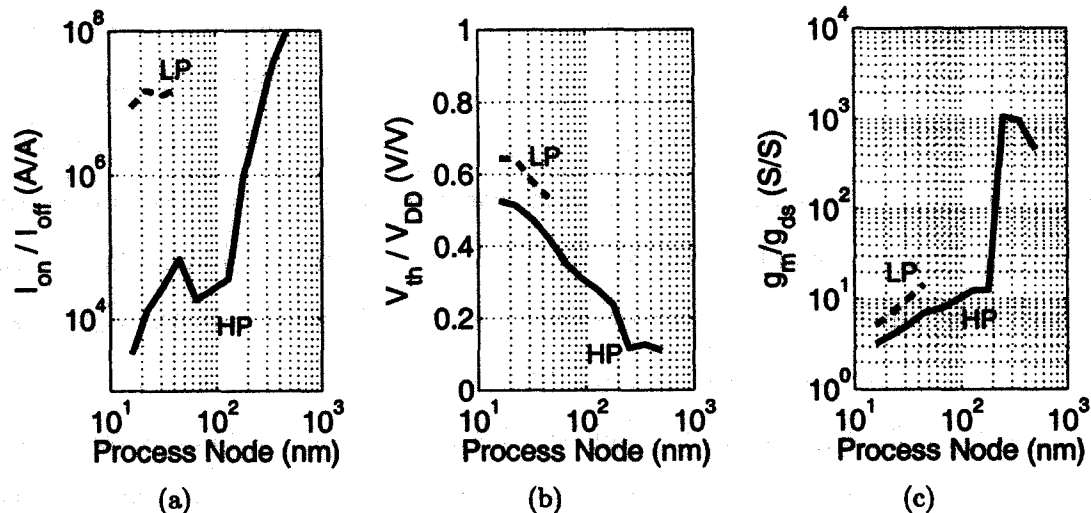 I_on / I_off (A/A)
10^8
10^6
10^4
LP
HP
10^1 10^2 10^3
Process Node (nm)
(a)
V_th / V_DD (V/V)
1
0.8
0.6
0.4
0.2
0
LP
HP
10^1 10^2 10^3
Process Node (nm)
(b)
g_m/g_ds (S/S)
10^4
10^3
10^2
10^1
10^0
LP
HP
10^1 10^2 10^3
Process Node (nm)
(c)